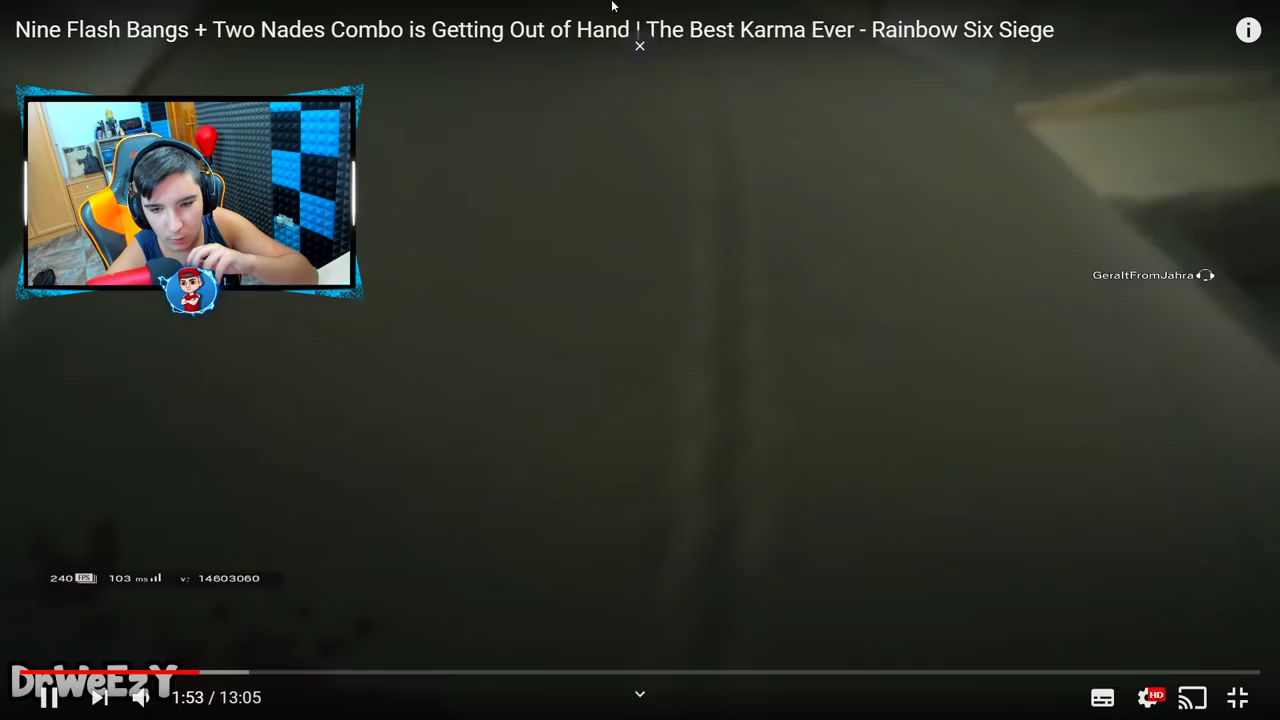 Nine Flash Bangs + Two Nades Combo is Getting Out of Hand ! The Best Karma Ever - Rainbow Six Siege
GeraltFromJahra
240 FPS 103 ms v: 14603060
DrWeEzY
1:53 / 13:05
HD